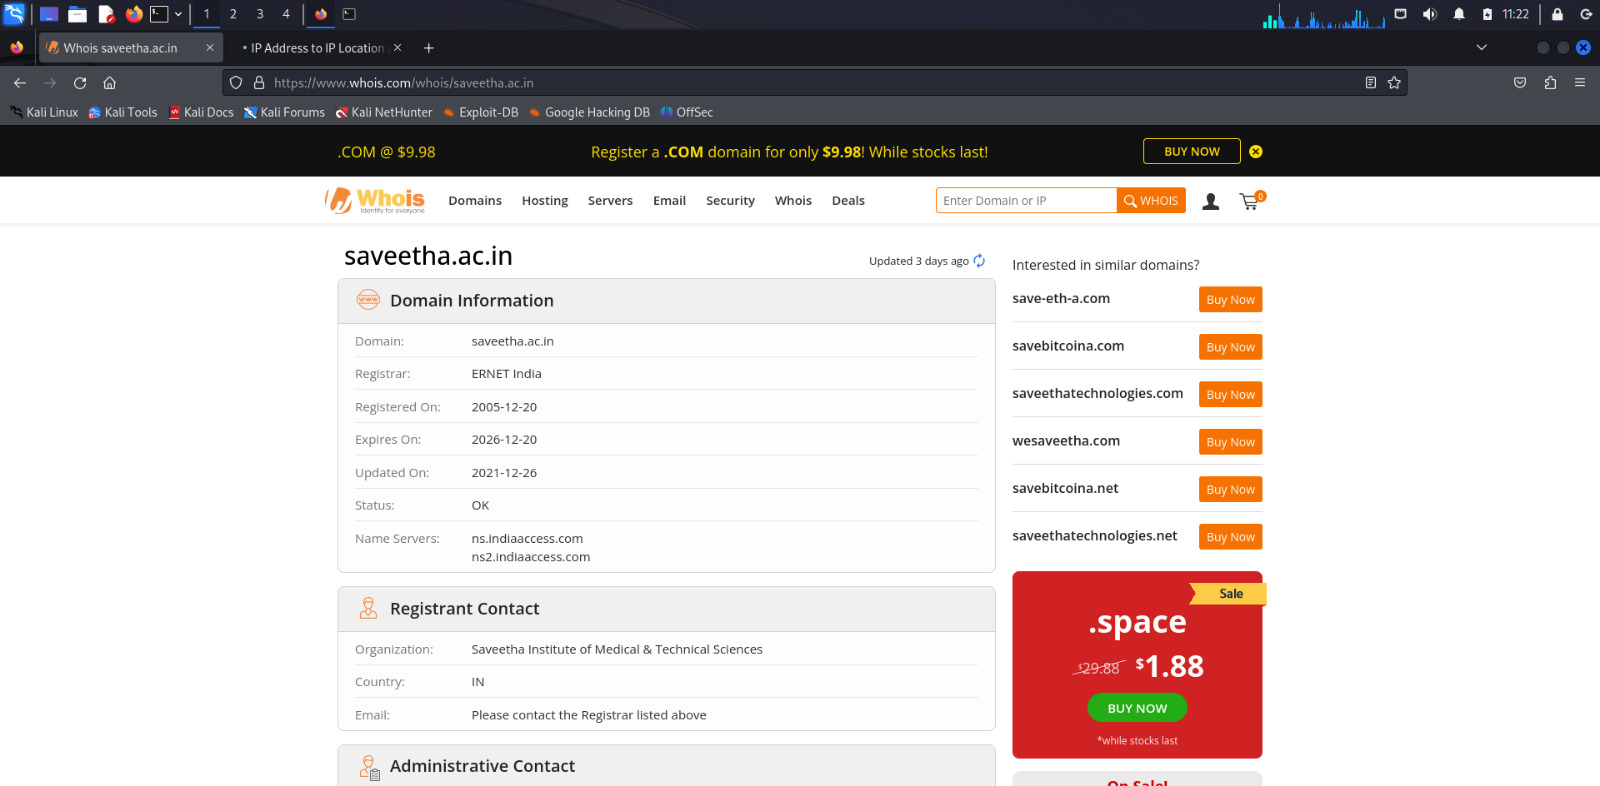 1 2 3 4 11:22
Whois saveetha.ac.in
• IP Address to IP Location
https://www.whois.com/whois/saveetha.ac.in
Kali Linux Kali Tools Kali Docs Kali Forums Kali NetHunter Exploit-DB Google Hacking DB OffSec
.COM @ $9.98 Register a .COM domain for only $9.98! While stocks last! BUY NOW
Whois
Identity for everyone
Domains Hosting Servers Email Security Whois Deals Enter Domain or IP WHOIS 0
saveetha.ac.in
Updated 3 days ago
www Domain Information
Domain: saveetha.ac.in
Registrar: ERNET India
Registered On: 2005-12-20
Expires On: 2026-12-20
Updated On: 2021-12-26
Status: OK
Name Servers: ns.indiaaccess.com
ns2.indiaaccess.com
Registrant Contact
Organization: Saveetha Institute of Medical & Technical Sciences
Country: IN
Email: Please contact the Registrar listed above
Administrative Contact
Interested in similar domains?
save-eth-a.com Buy Now
savebitcoina.com Buy Now
saveethatechnologies.com Buy Now
wesaveetha.com Buy Now
savebitcoina.net Buy Now
saveethatechnologies.net Buy Now
Sale
.space
$29.88 $1.88
BUY NOW
*while stocks last
On Sale!